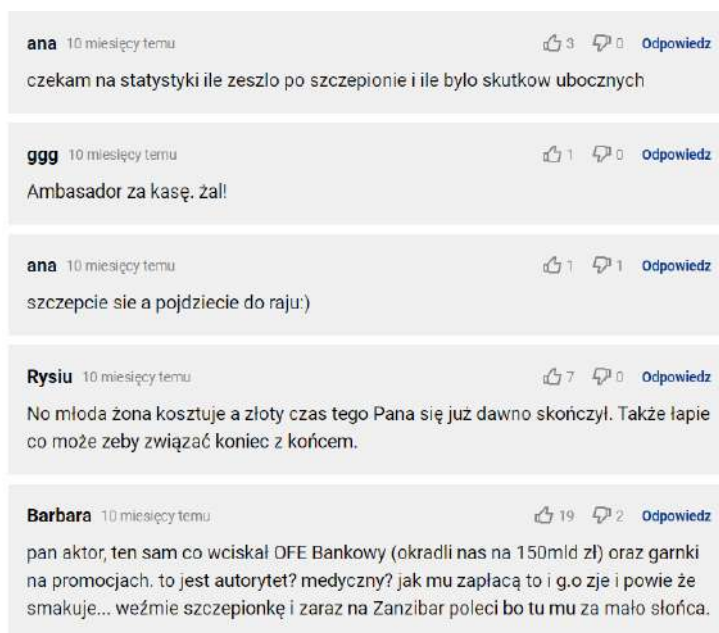 ana 10 miesięcy temu 3 0 Odpowiedz
czekam na statystyki ile zeszlo po szczepionie i ile bylo skutkow ubocznych
ggg 10 miesięcy temu 1 0 Odpowiedz
Ambasador za kasę. żal!
ana 10 miesięcy temu 1 1 Odpowiedz
szczepcie sie a pojdziecie do raju:)
Rysiu 10 miesięcy temu 7 0 Odpowiedz
No młoda żona kosztuje a złoty czas tego Pana się już dawno skończył. Także łapie
co może zeby związać koniec z końcem.
Barbara 10 miesięcy temu 19 2 Odpowiedz
pan aktor, ten sam co wciskał OFE Bankowy (okradli nas na 150mld zł) oraz garnki
na promocjach. to jest autorytet? medyczny? jak mu zapłacą to i g.o zje i powie że
smakuje... weźmie szczepionkę i zaraz na Zanzibar poleci bo tu mu za mało słońca.